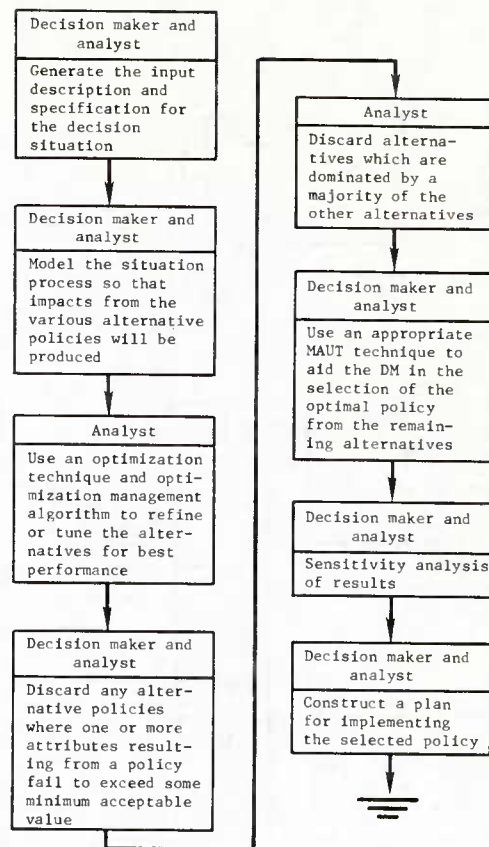 Decision maker and
analyst
Generate the input
description and
specification for
the decision
situation
Decision maker and
analyst
Model the situation
process so that
impacts from the
various alternative
policies will be
produced
Analyst
Use an optimization
technique and opti-
mization management
algorithm to refine
or tune the alter-
natives for best
performance
Decision maker and
analyst
Discard any alter-
native policies
where one or more
attributes result-
ing from a policy
fail to exceed some
minimum acceptable
value
Analyst
Discard alterna-
tives which are
dominated by a
majority of the
other alternatives
Decision maker and
analyst
Use an appropriate
MAUT technique to
aid the DM in the
selection of the
optimal policy
from the remain-
ing alternatives
Decision maker and
analyst
Sensitivity analysis
of results
Decision maker and
analyst
Construct a plan
for implementing
the selected policy